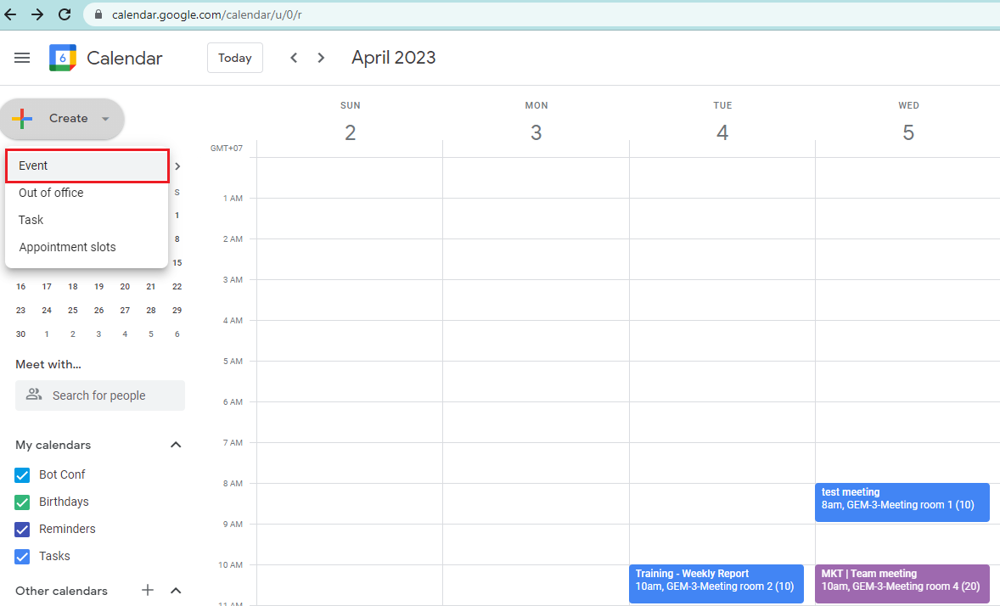 calendar.google.com/calendar/u/0/r
6
Calendar
Today
April 2023
Create
SUN
MON
TUE
WED
2
3
4
5
GMT+07
Event
Out of office
Task
Appointment slots
S
1
8
15
16 17 18 19 20 21 22
23 24 25 26 27 28 29
30 1 2 3 4 5 6
Meet with...
Search for people
My calendars
Bot Conf
Birthdays
Reminders
Tasks
Other calendars
1 AM
2 AM
3 AM
4 AM
5 AM
6 AM
7 AM
8 AM
9 AM
10 AM
11 AM
test meeting
8am, GEM-3-Meeting room 1 (10)
Training - Weekly Report
10am, GEM-3-Meeting room 2 (10)
MKT | Team meeting
10am, GEM-3-Meeting room 4 (20)